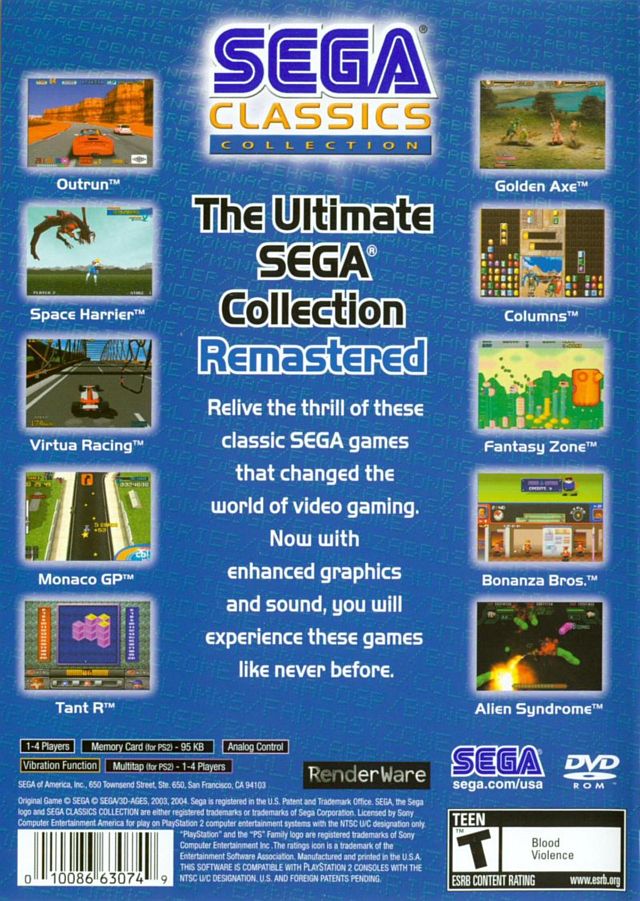 SEGA®
CLASSICS
COLLECTION
Outrun™
Golden Axe™
The Ultimate
SEGA®
Collection
Remastered
Space Harrier™
Columns™
Virtua Racing™
Fantasy Zone™
Monaco GP™
Bonanza Bros.™
Tant R™
Alien Syndrome™
Relive the thrill of these
classic SEGA games
that changed the
world of video gaming.
Now with
enhanced graphics
and sound, you will
experience these games
like never before.
1-4 Players
Memory Card (for PS2) - 95 KB
Analog Control
Vibration Function
Multitap (for PS2) - 1-4 Players
RenderWare
SEGA®
sega.com/usa
DVD
ROM
SEGA of America, Inc., 650 Townsend Street, Ste. 650, San Francisco, CA 94103
Original Game © SEGA © SEGA/3D-AGES, 2003, 2004. Sega is registered in the U.S. Patent and Trademark Office. SEGA, the Sega
logo and SEGA CLASSICS COLLECTION are either registered trademarks or trademarks of Sega Corporation. Licensed by Sony
Computer Entertainment America for play on PlayStation 2 computer entertainment systems with the NTSC U/C designation only.
"PlayStation" and the "PS" Family logo are registered trademarks of Sony
Computer Entertainment Inc .The ratings icon is a trademark of the
Entertainment Software Association. Manufactured and printed in the U.S.A.
THIS SOFTWARE IS COMPATIBLE WITH PLAYSTATION 2 CONSOLES WITH THE
NTSC U/C DESIGNATION. U.S. AND FOREIGN PATENTS PENDING.
0 10086 63074 9
TEEN
T
Blood
Violence
ESRB CONTENT RATING
www.esrb.org